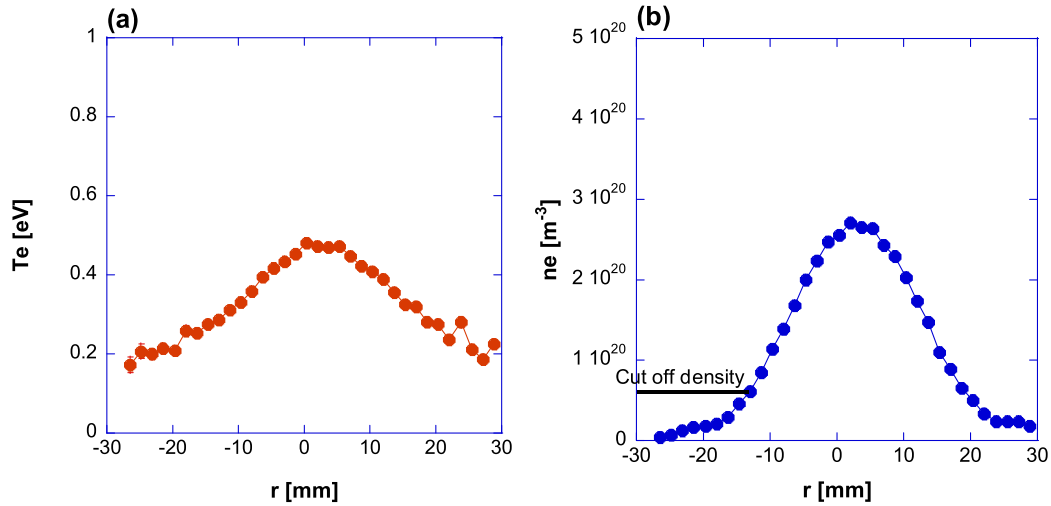 (a)
1
0.8
0.6
0.4
0.2
0
Te [eV]
-30 -20 -10 0 10 20 30
r [mm]
(b)
5 10^20
4 10^20
3 10^20
2 10^20
1 10^20
0
ne [m^-3]
Cut off density
-30 -20 -10 0 10 20 30
r [mm]